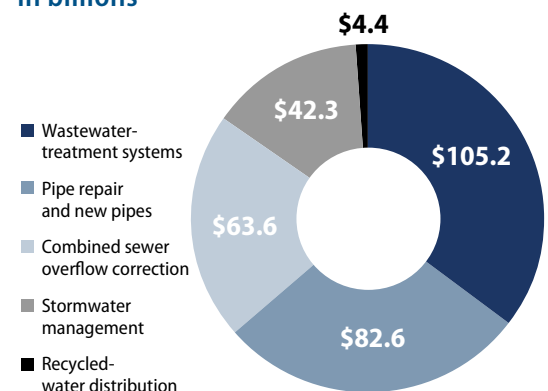 in billions
$4.4
$42.3
$105.2
$63.6
$82.6
Wastewater-
treatment systems
Pipe repair
and new pipes
Combined sewer
overflow correction
Stormwater
management
Recycled-
water distribution